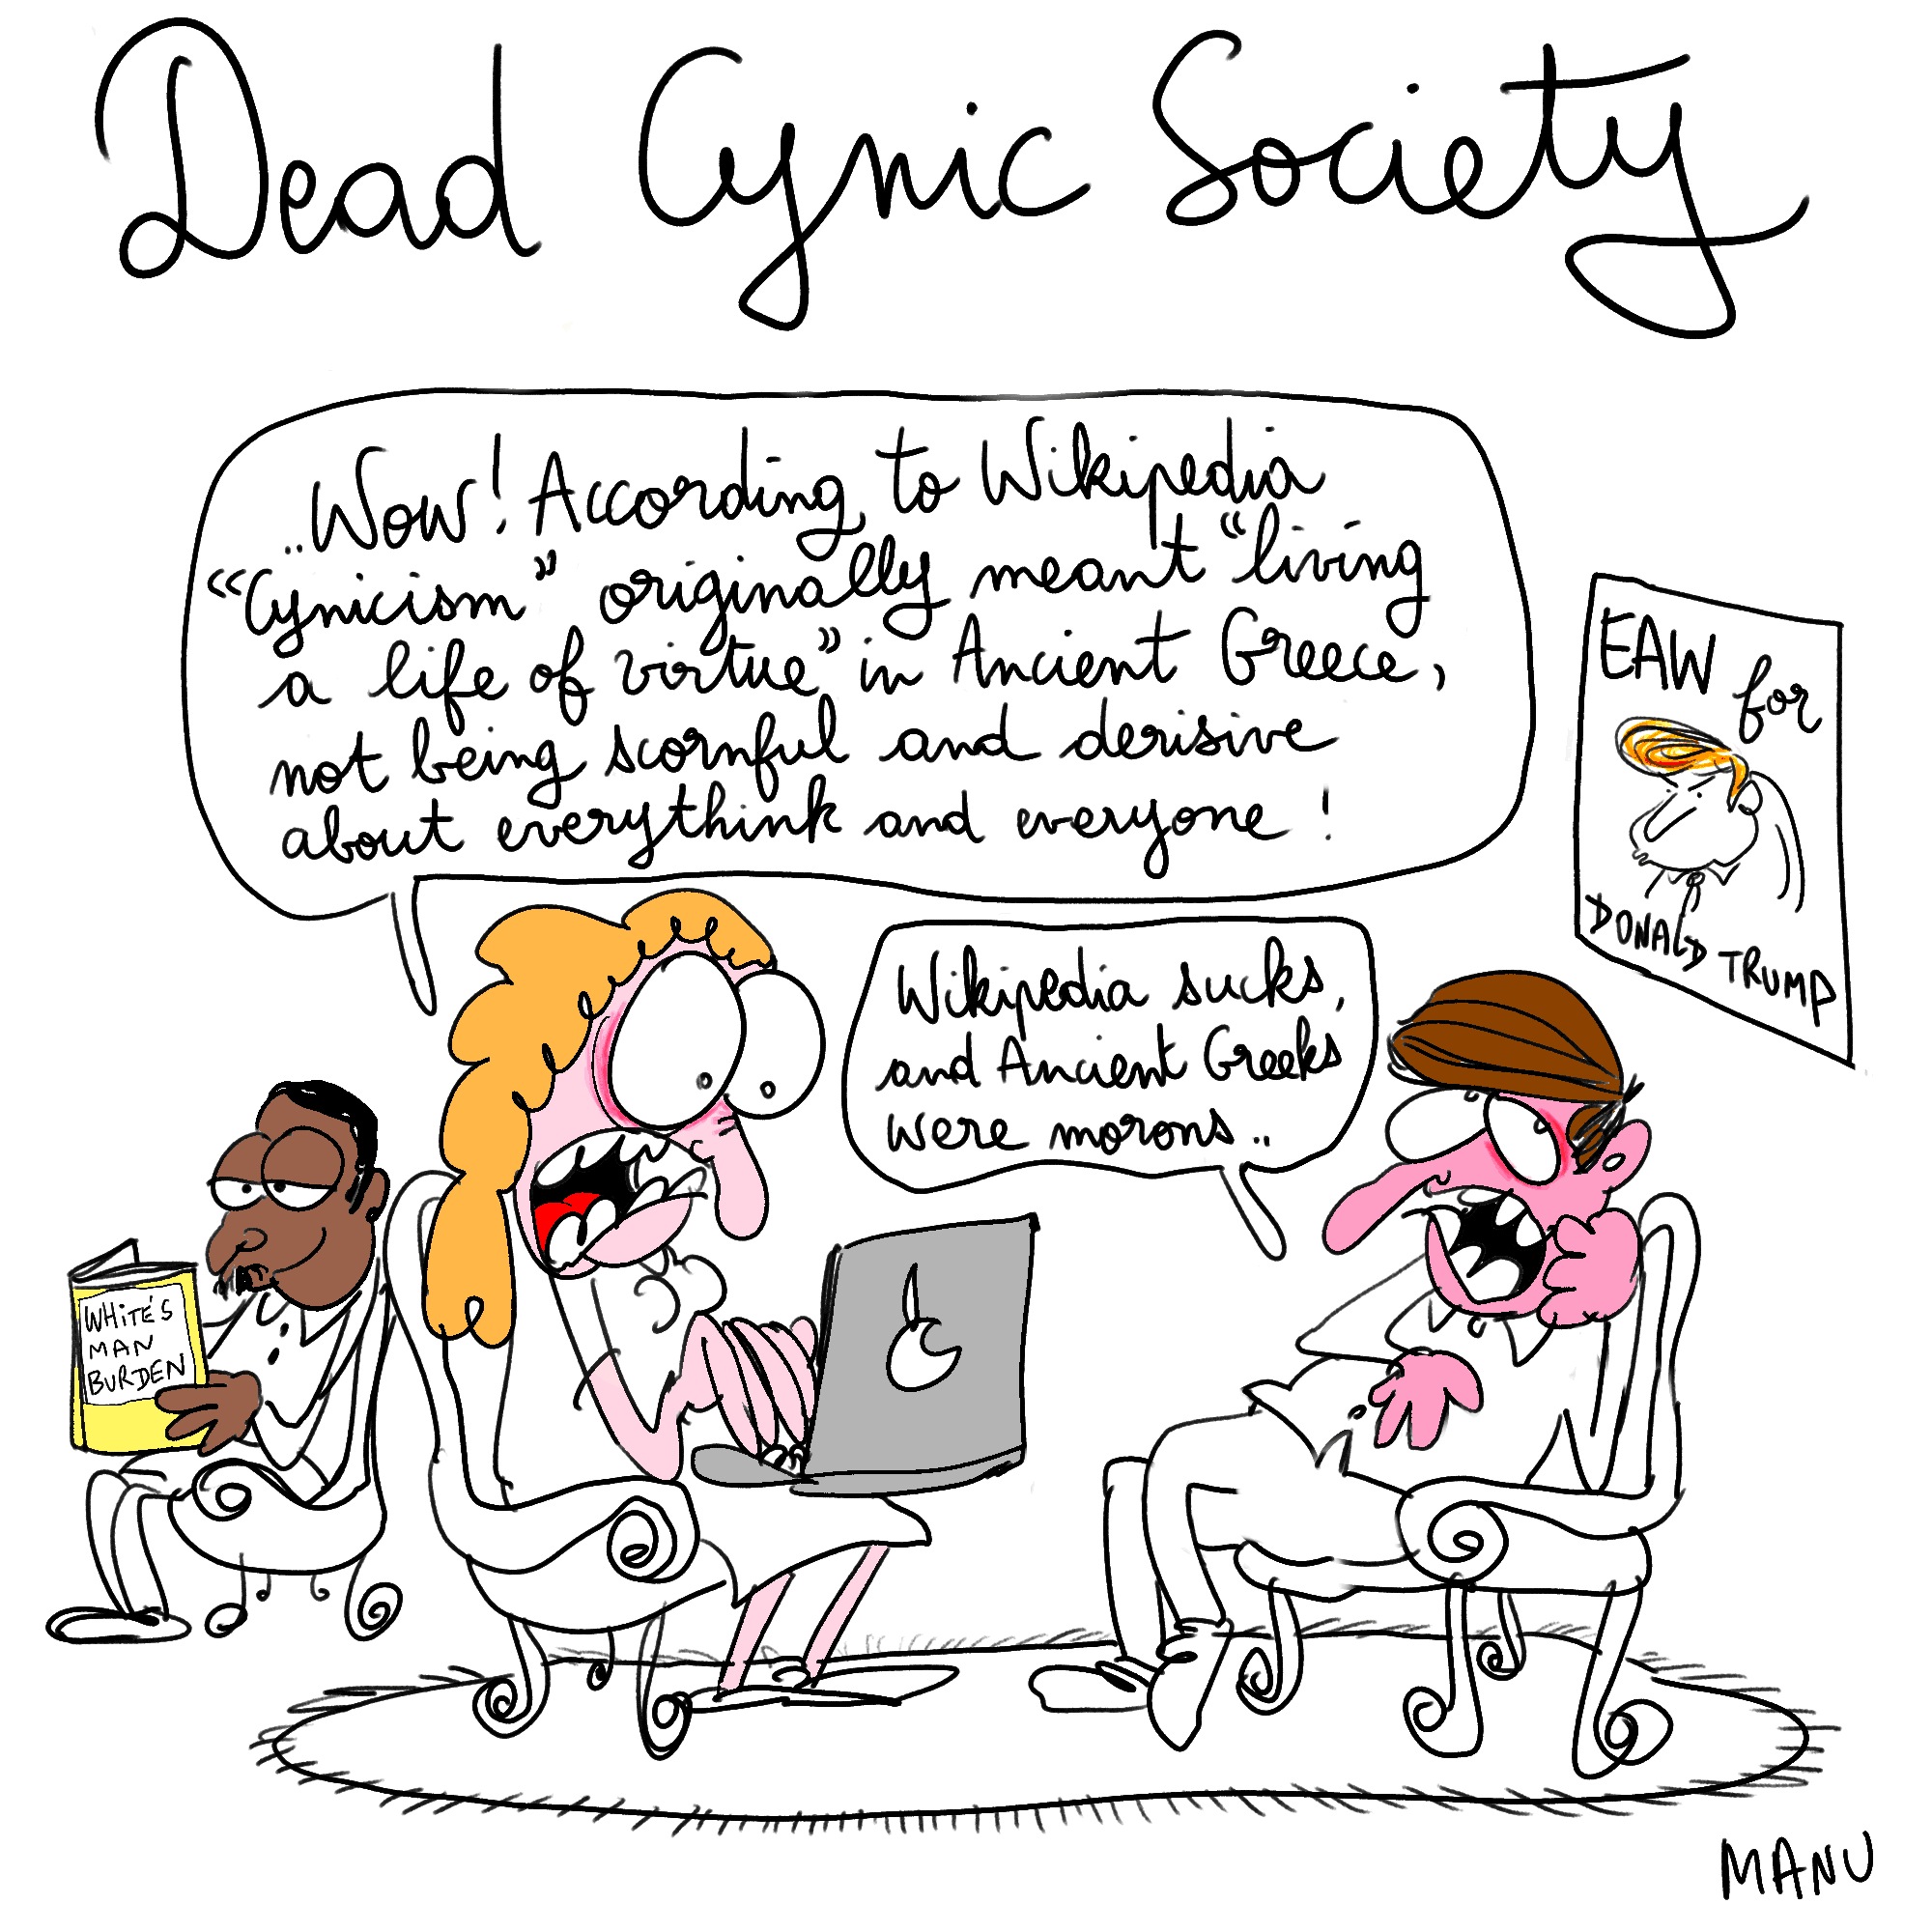 Dead Cynic Society
..Wow! According to Wikipedia
"Cynicism" originally meant "living
a life of virtue" in Ancient Greece,
not being scornful and derisive
about everythink and everyone!
EAW for
DONALD TRUMP
Wikipedia sucks,
and Ancient Greeks
were morons..
WHITE'S
MAN
BURDEN
MANU